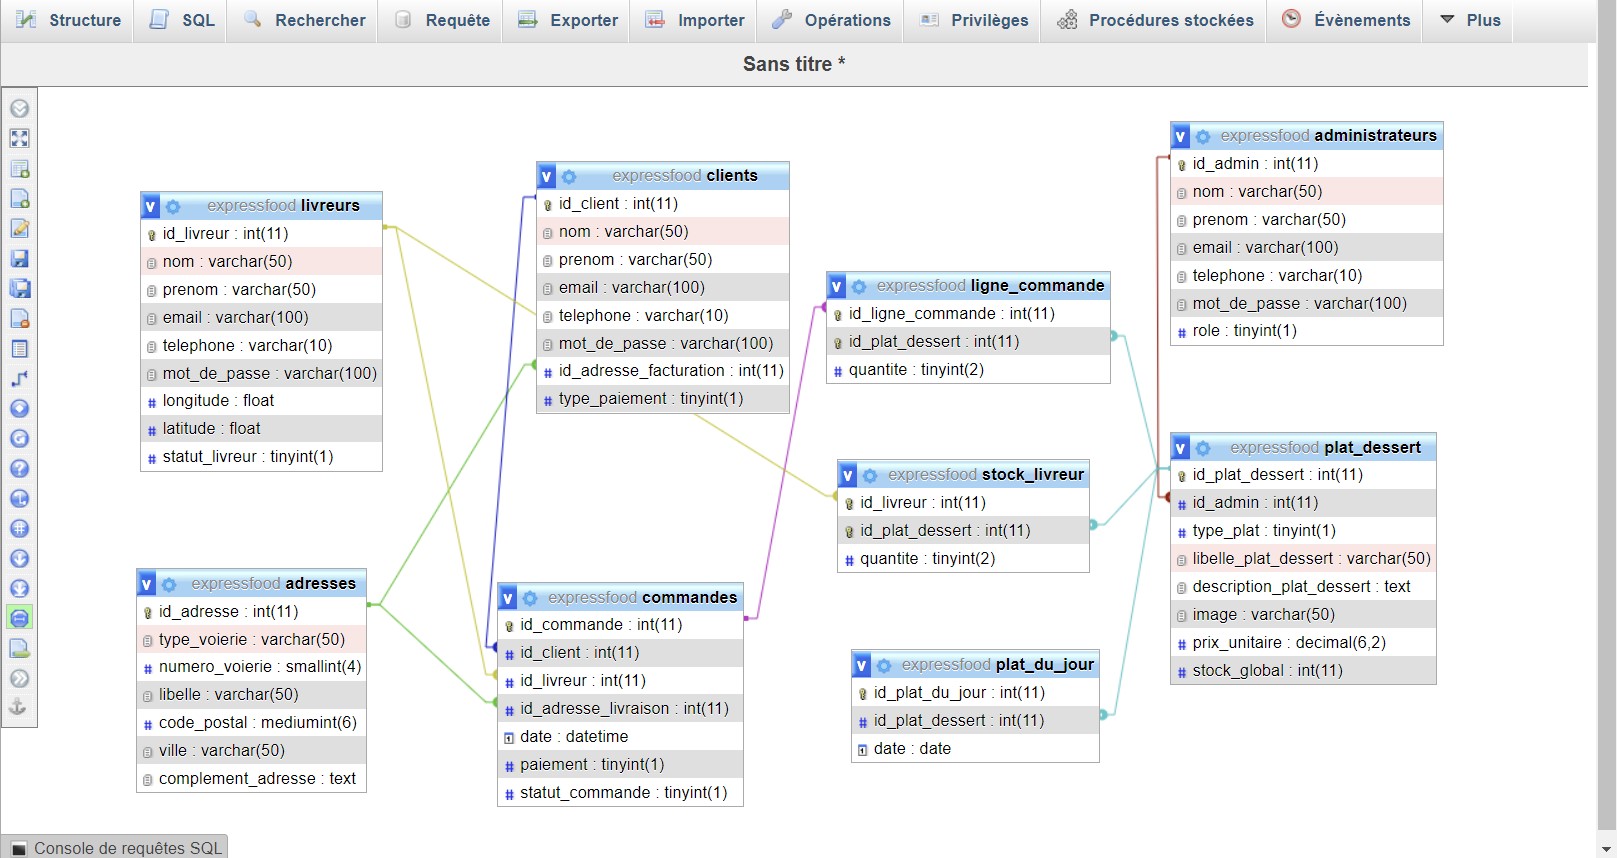 Structure SQL Rechercher Requête Exporter Importer Opérations Privilèges Procédures stockées Évènements Plus
Sans titre *
expressfood livreurs
id_livreur : int(11)
nom : varchar(50)
prenom : varchar(50)
email : varchar(100)
telephone : varchar(10)
mot_de_passe : varchar(100)
longitude : float
latitude : float
statut_livreur : tinyint(1)
expressfood adresses
id_adresse : int(11)
type_voierie : varchar(50)
numero_voierie : smallint(4)
libelle : varchar(50)
code_postal : mediumint(6)
ville : varchar(50)
complement_adresse : text
expressfood clients
id_client : int(11)
nom : varchar(50)
prenom : varchar(50)
email : varchar(100)
telephone : varchar(10)
mot_de_passe : varchar(100)
id_adresse_facturation : int(11)
type_paiement : tinyint(1)
expressfood commandes
id_commande : int(11)
id_client : int(11)
id_livreur : int(11)
id_adresse_livraison : int(11)
date : datetime
paiement : tinyint(1)
statut_commande : tinyint(1)
expressfood ligne_commande
id_ligne_commande : int(11)
id_plat_dessert : int(11)
quantite : tinyint(2)
expressfood stock_livreur
id_livreur : int(11)
id_plat_dessert : int(11)
quantite : tinyint(2)
expressfood plat_du_jour
id_plat_du_jour : int(11)
id_plat_dessert : int(11)
date : date
expressfood administrateurs
id_admin : int(11)
nom : varchar(50)
prenom : varchar(50)
email : varchar(100)
telephone : varchar(10)
mot_de_passe : varchar(100)
role : tinyint(1)
expressfood plat_dessert
id_plat_dessert : int(11)
id_admin : int(11)
type_plat : tinyint(1)
libelle_plat_dessert : varchar(50)
description_plat_dessert : text
image : varchar(50)
prix_unitaire : decimal(6,2)
stock_global : int(11)
Console de requêtes SQL